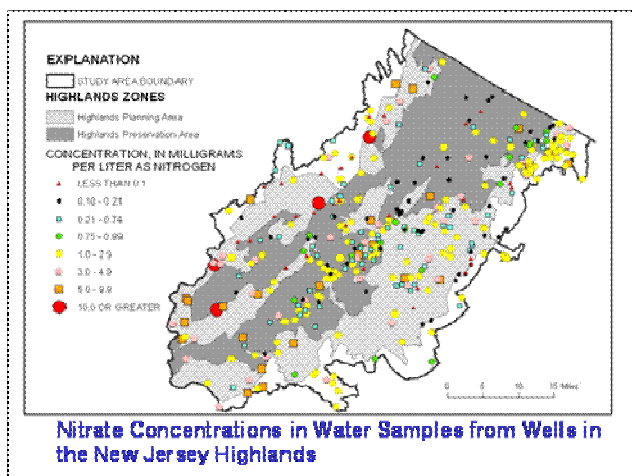 EXPLANATION
STUDY AREA BOUNDARY
HIGHLANDS ZONES
Highlands Planning Area
Highlands Preservation Area
CONCENTRATION, IN MILLIGRAMS
PER LITER AS NITROGEN
LESS THAN 0.1
0.10 - 0.21
0.21 - 0.74
0.75 - 0.99
1.0 - 2.9
3.0 - 4.9
5.0 - 9.9
10.0 OR GREATER
0 5 10 15 Miles
Nitrate Concentrations in Water Samples from Wells in
the New Jersey Highlands